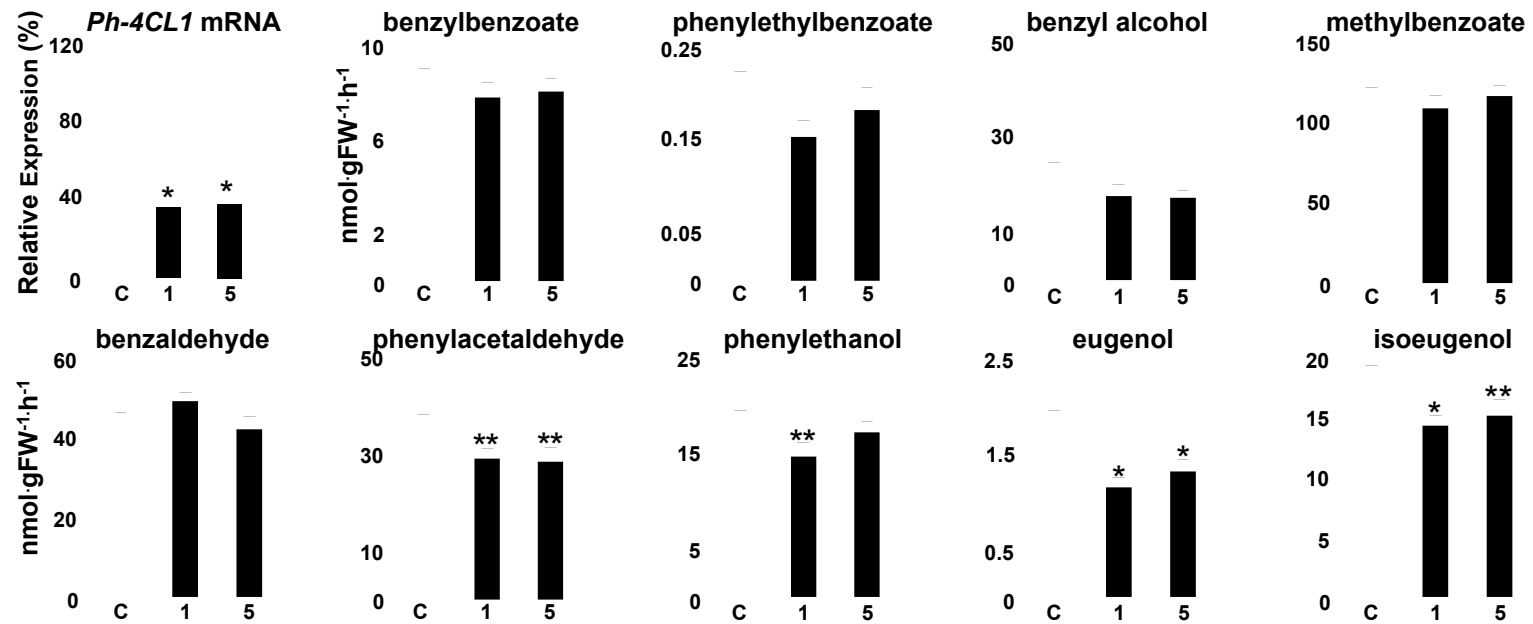 Ph-4CL1 mRNA
Relative Expression (%)
120
80
40
0
*
*
C 1 5
benzylbenzoate
nmol·gFW-1·h-1
10
6
2
0
C 1 5
phenylethylbenzoate
0.25
0.15
0.05
0
C 1 5
benzyl alcohol
50
30
10
0
C 1 5
methylbenzoate
150
100
50
0
C 1 5
benzaldehyde
nmol·gFW-1·h-1
60
40
20
0
C 1 5
phenylacetaldehyde
50
30
10
0
**
**
C 1 5
phenylethanol
25
15
5
0
**
C 1 5
eugenol
2.5
1.5
0.5
0
*
*
C 1 5
isoeugenol
20
15
10
5
0
*
**
C 1 5